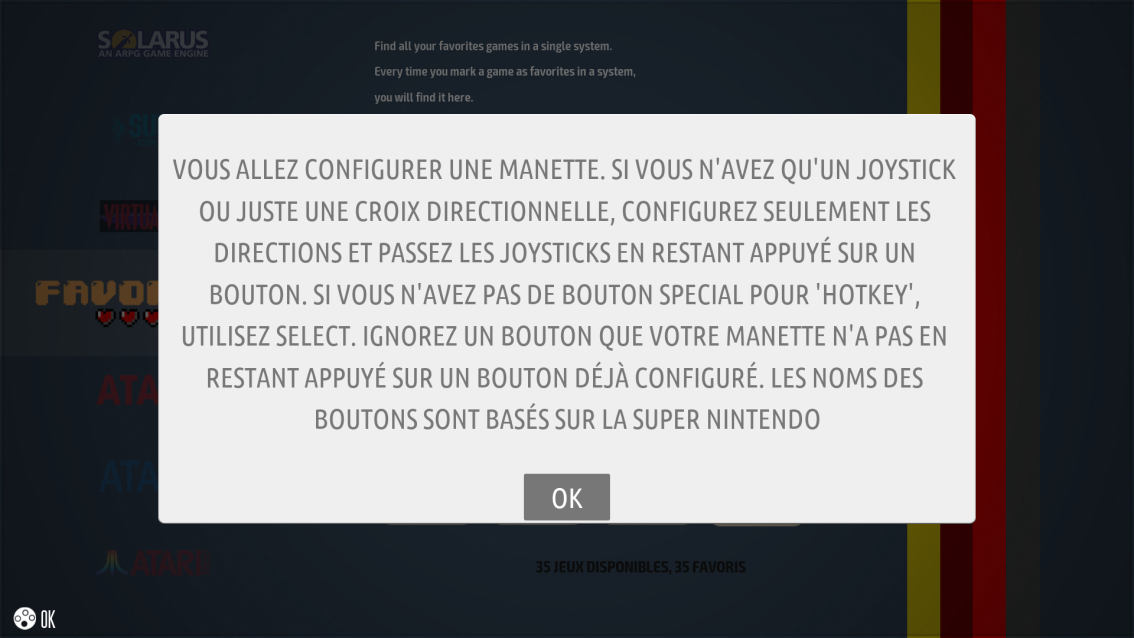 SOLARUS
AN ARPG GAME ENGINE
Find all your favorites games in a single system.
Every time you mark a game as favorites in a system,
you will find it here.
SU
VIRTUA
VOUS ALLEZ CONFIGURER UNE MANETTE. SI VOUS N'AVEZ QU'UN JOYSTICK
OU JUSTE UNE CROIX DIRECTIONNELLE, CONFIGUREZ SEULEMENT LES
DIRECTIONS ET PASSEZ LES JOYSTICKS EN RESTANT APPUYÉ SUR UN
BOUTON. SI VOUS N'AVEZ PAS DE BOUTON SPECIAL POUR 'HOTKEY',
UTILISEZ SELECT. IGNOREZ UN BOUTON QUE VOTRE MANETTE N'A PAS EN
RESTANT APPUYÉ SUR UN BOUTON DÉJÀ CONFIGURÉ. LES NOMS DES
BOUTONS SONT BASÉS SUR LA SUPER NINTENDO
OK
FAVO
ATA
ATA
ATARI
35 JEUX DISPONIBLES, 35 FAVORIS
OK